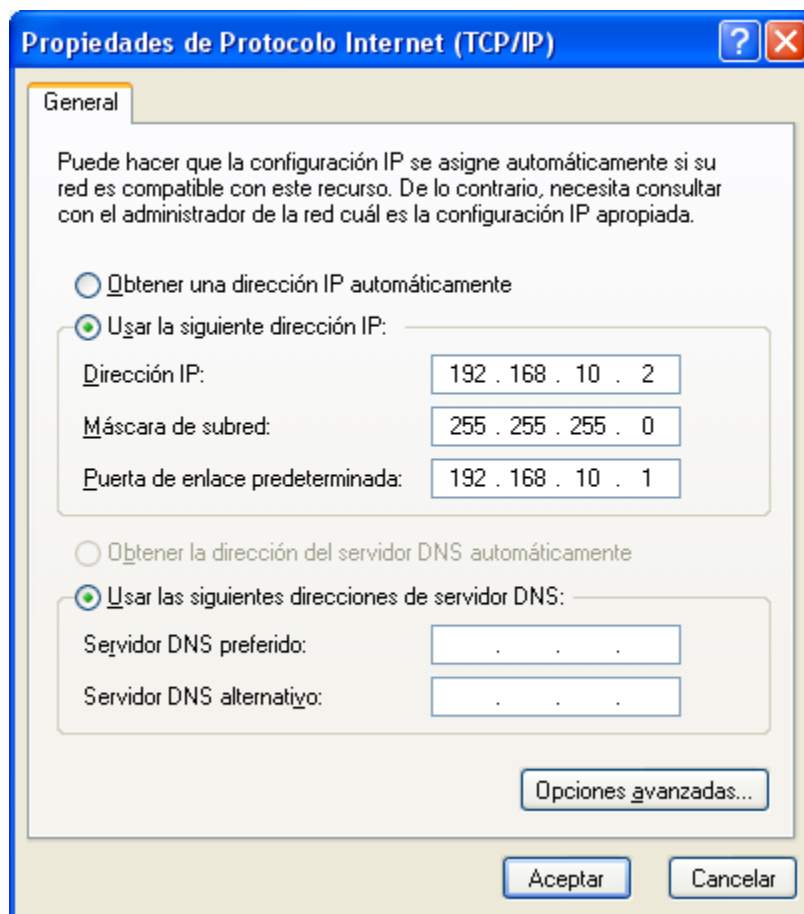 Propiedades de Protocolo Internet (TCP/IP)
General
Puede hacer que la configuración IP se asigne automáticamente si su
red es compatible con este recurso. De lo contrario, necesita consultar
con el administrador de la red cuál es la configuración IP apropiada.
Obtener una dirección IP automáticamente
Usar la siguiente dirección IP:
Dirección IP: 192 . 168 . 10 . 2
Máscara de subred: 255 . 255 . 255 . 0
Puerta de enlace predeterminada: 192 . 168 . 10 . 1
Obtener la dirección del servidor DNS automáticamente
Usar las siguientes direcciones de servidor DNS:
Servidor DNS preferido: . . .
Servidor DNS alternativo: . . .
Opciones avanzadas...
Aceptar Cancelar